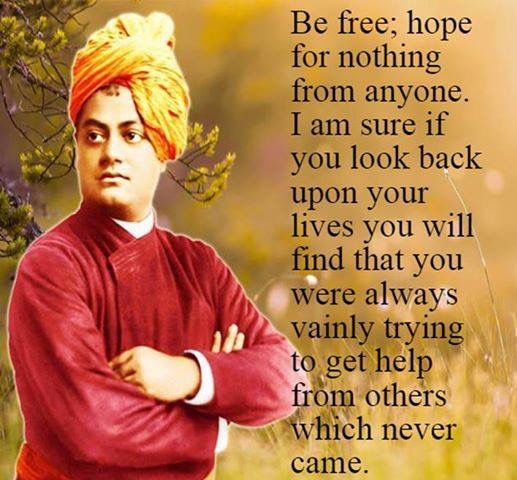 Be free; hope
for nothing
from anyone.
I am sure if
you look back
upon your
lives you will
find that you
were always
vainly trying
to get help
from others
which never
came.